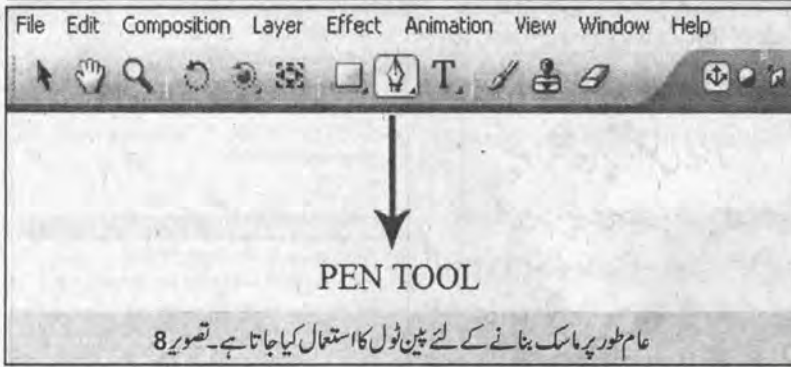 File Edit Composition Layer Effect Animation View Window Help
T
PEN TOOL
عام طور پر ماسک بنانے کے لئے پین ٹول کا استعمال کیا جاتا ہے۔ تصویر 8